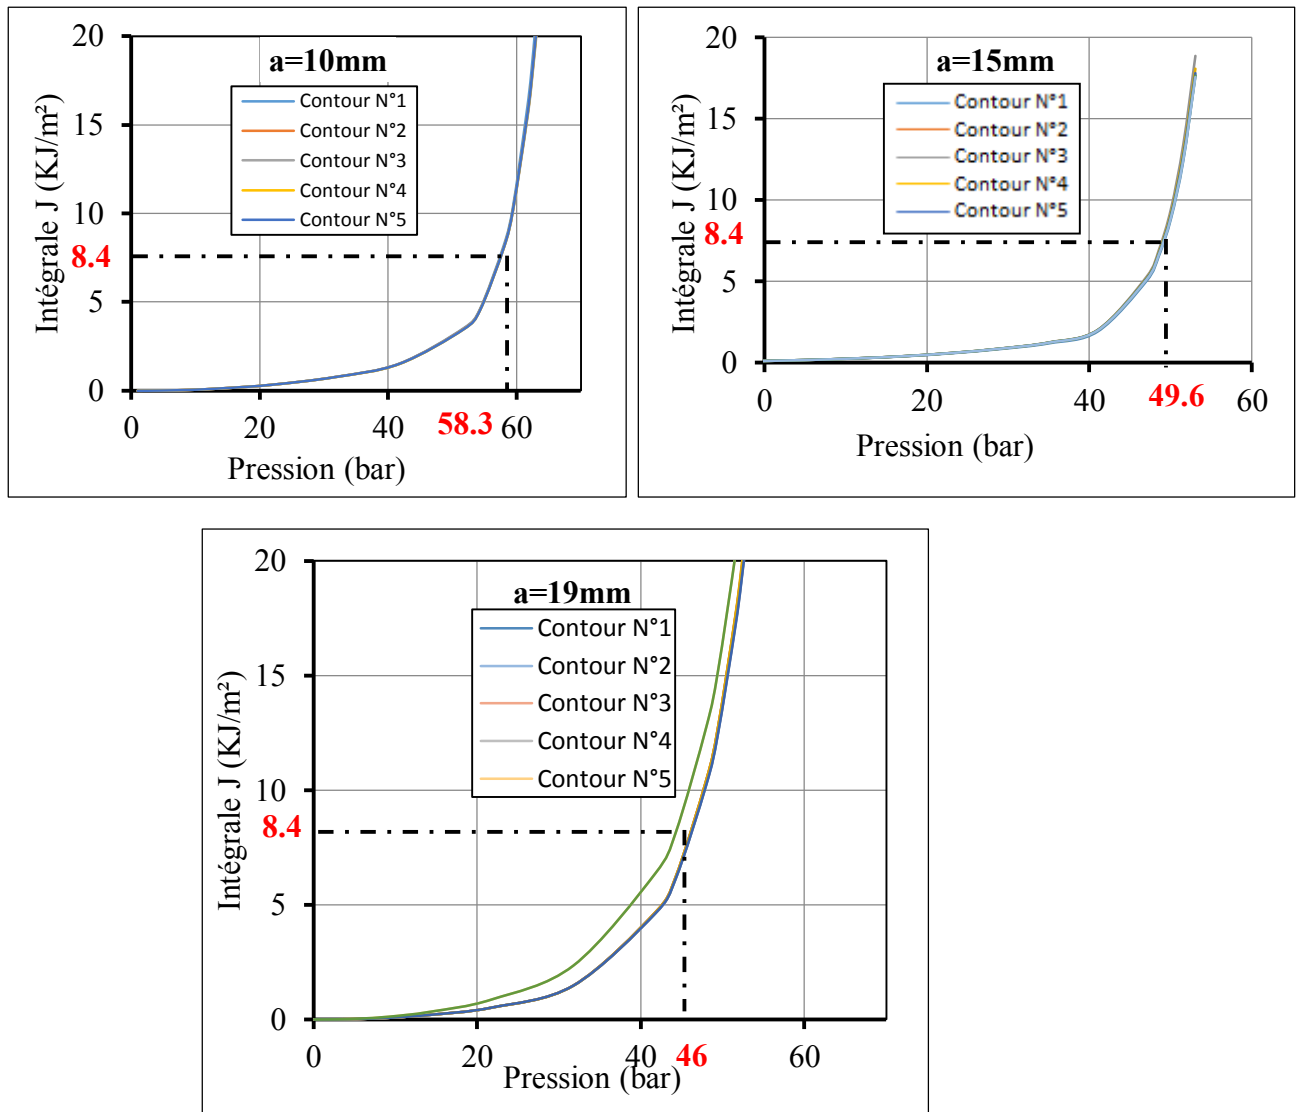 a=10mm
Contour N°1
Contour N°2
Contour N°3
Contour N°4
Contour N°5
Intégrale J (KJ/m²)
20
15
10
8.4
5
0
0
20
40
58.3
60
Pression (bar)
a=15mm
Contour N°1
Contour N°2
Contour N°3
Contour N°4
Contour N°5
Intégrale J (KJ/m²)
20
15
10
8.4
5
0
0
20
40
49.6
60
Pression (bar)
a=19mm
Contour N°1
Contour N°2
Contour N°3
Contour N°4
Contour N°5
Intégrale J (KJ/m²)
20
15
10
8.4
5
0
0
20
40
46
60
Pression (bar)